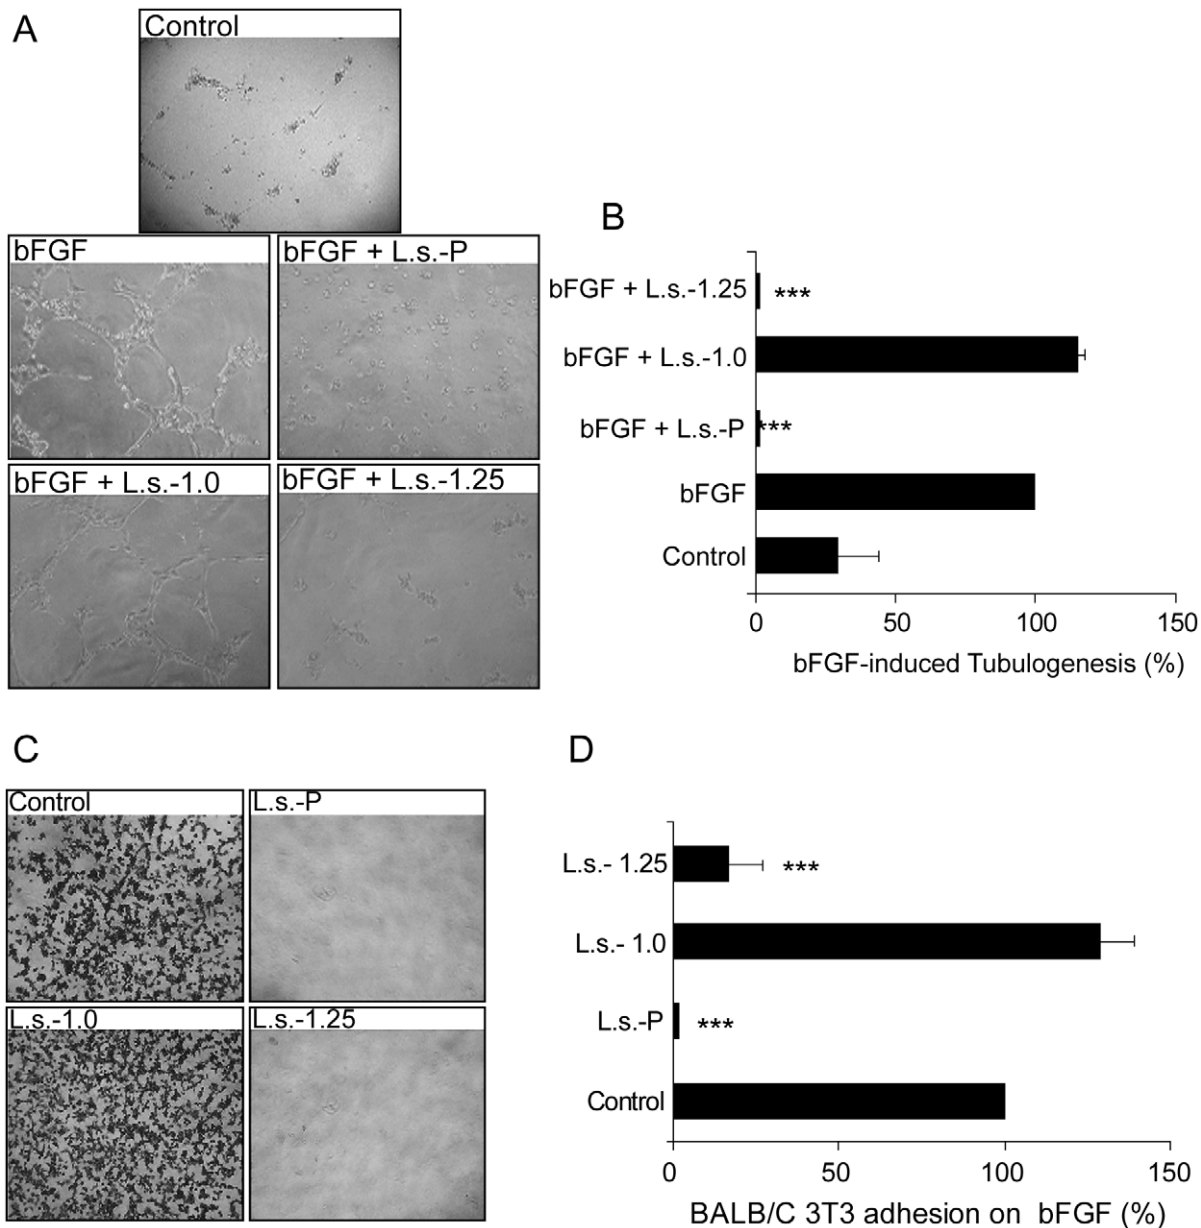 A
Control
bFGF
bFGF + L.s.-P
bFGF + L.s.-1.0
bFGF + L.s.-1.25
B
bFGF + L.s.-1.25
***
bFGF + L.s.-1.0
bFGF + L.s.-P
***
bFGF
Control
0 50 100 150
bFGF-induced Tubulogenesis (%)
C
Control
L.s.-P
L.s.-1.0
L.s.-1.25
D
L.s.- 1.25
***
L.s.- 1.0
L.s.-P
***
Control
0 50 100 150
BALB/C 3T3 adhesion on bFGF (%)